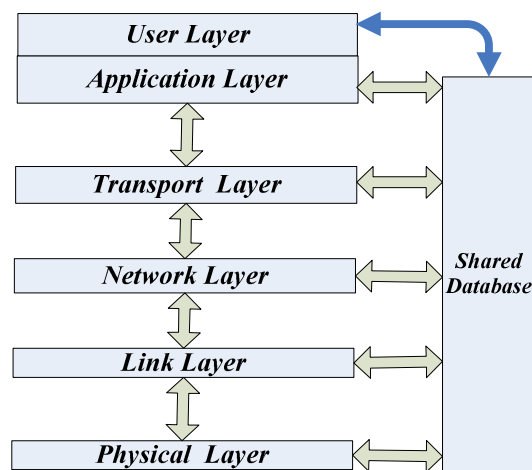 User Layer
Application Layer
Transport Layer
Network Layer
Link Layer
Physical Layer
Shared
Database